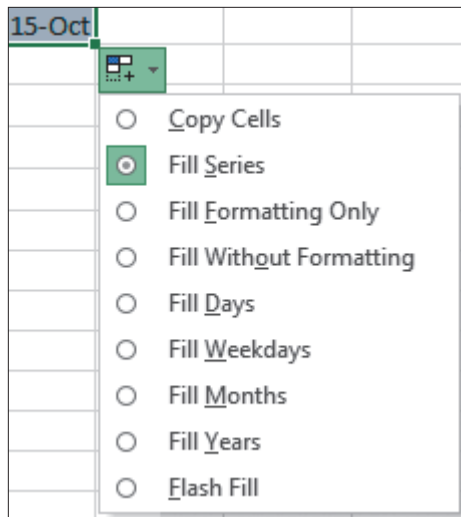 15-Oct
Copy Cells
Fill Series
Fill Formatting Only
Fill Without Formatting
Fill Days
Fill Weekdays
Fill Months
Fill Years
Flash Fill